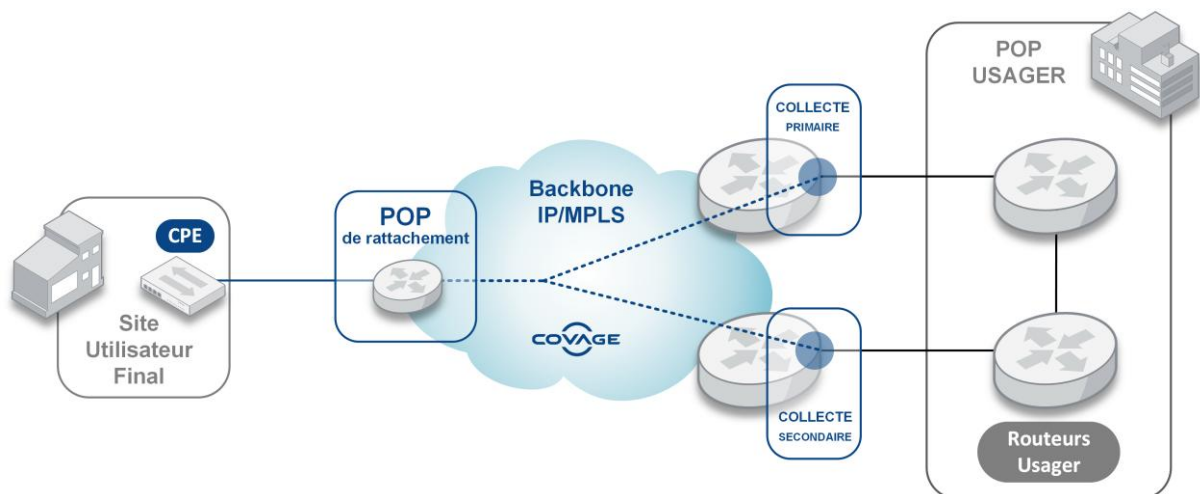 POP
USAGER
COLLECTE
PRIMAIRE
Backbone
IP/MPLS
POP
de rattachement
CPE
Site
Utilisateur
Final
COVAGE
COLLECTE
SECONDAIRE
Routeurs
Usager